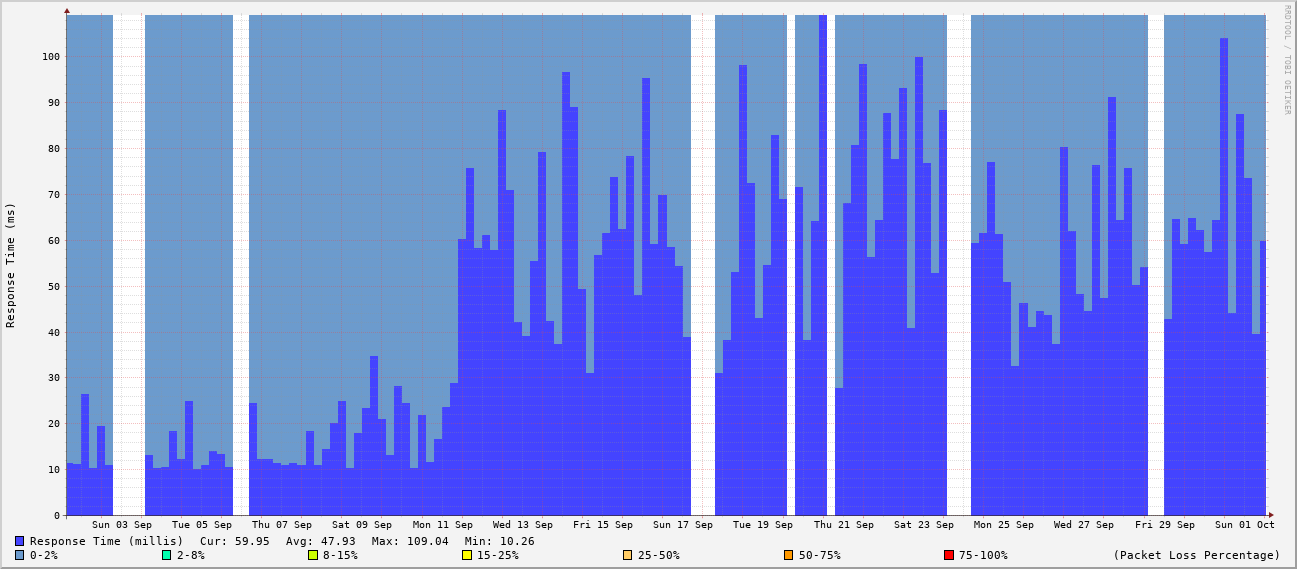 RRDTOOL / TOBI OETIKER
Response Time (ms)
100
90
80
70
60
50
40
30
20
10
0
Sun 03 Sep Tue 05 Sep Thu 07 Sep Sat 09 Sep Mon 11 Sep Wed 13 Sep Fri 15 Sep Sun 17 Sep Tue 19 Sep Thu 21 Sep Sat 23 Sep Mon 25 Sep Wed 27 Sep Fri 29 Sep Sun 01 Oct
Response Time (millis) Cur: 59.95 Avg: 47.93 Max: 109.04 Min: 10.26
0-2% 2-8% 8-15% 15-25% 25-50% 50-75% 75-100% (Packet Loss Percentage)